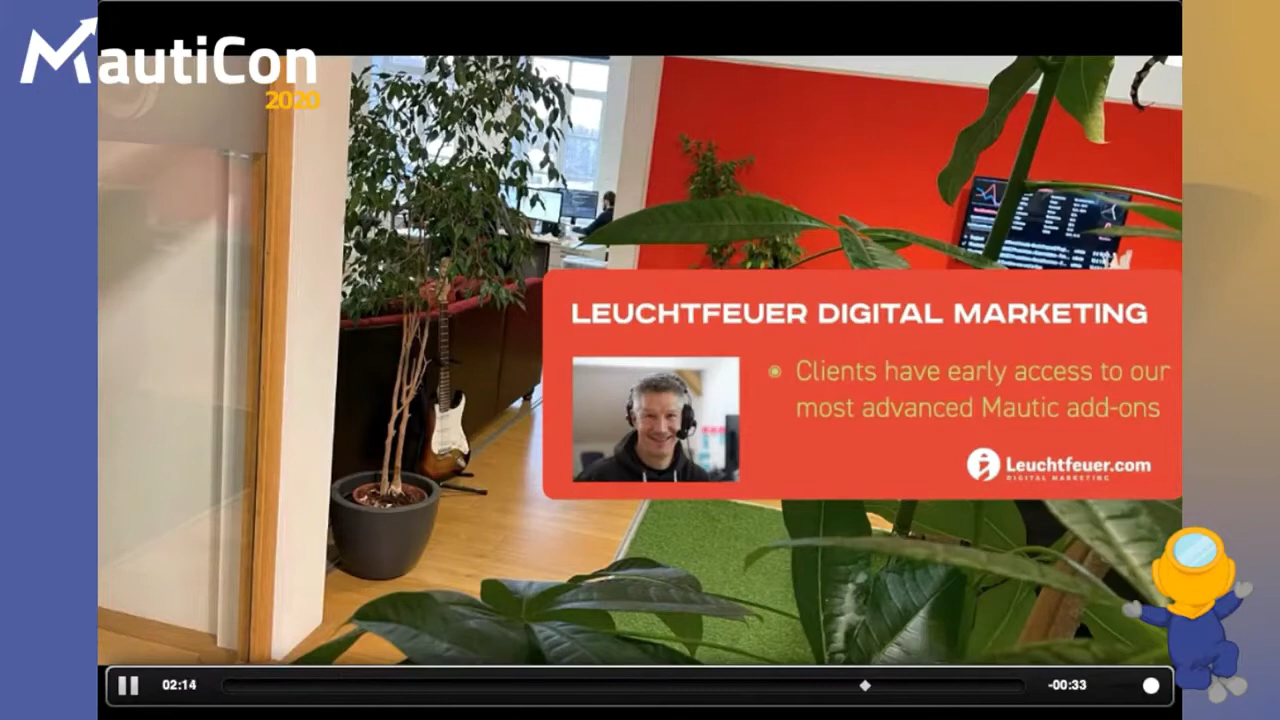 MautiCon
2020
LEUCHTFEUER DIGITAL MARKETING
Clients have early access to our
most advanced Mautic add-ons
Leuchtfeuer.com
DIGITAL MARKETING
02:14
-00:33